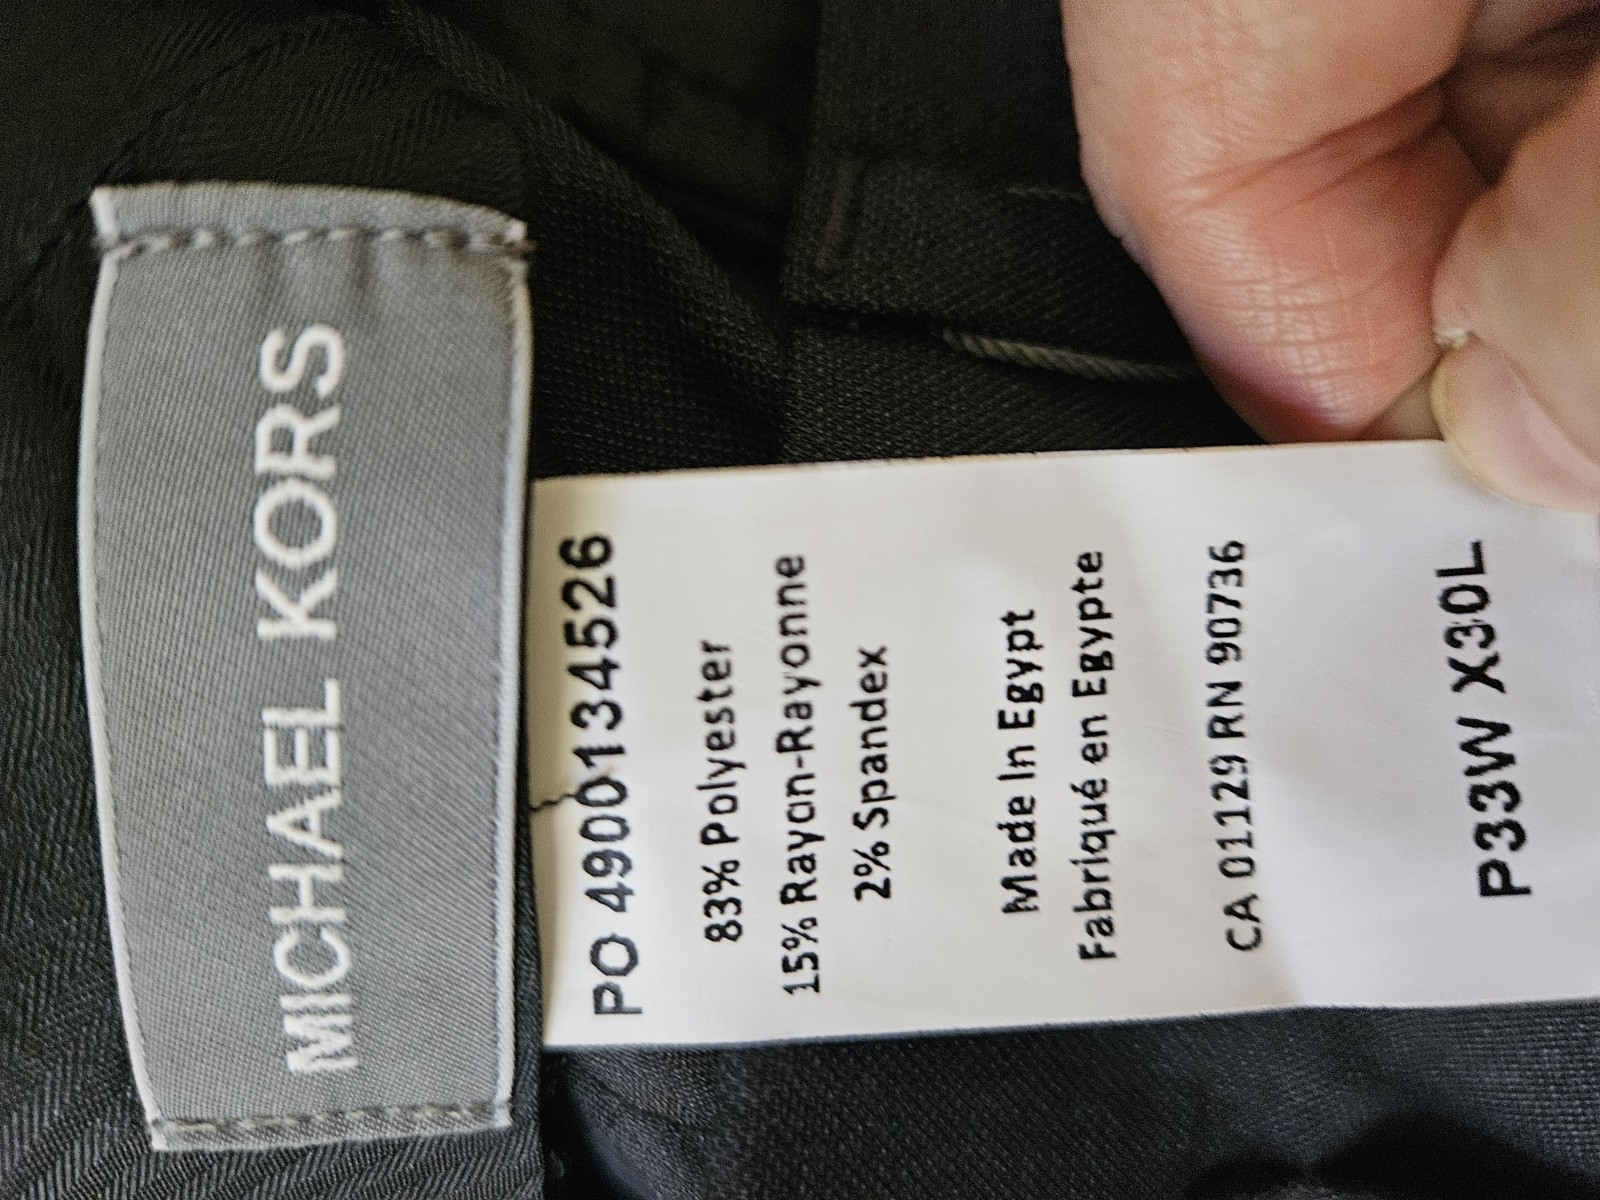 MICHAEL KORS
PO 4900134526
83% Polyester
15% Rayon-Rayonne
2% Spandex
Made In Egypt
Fabriqué en Egypte
CA 01129 RN 90736
P33W X30L